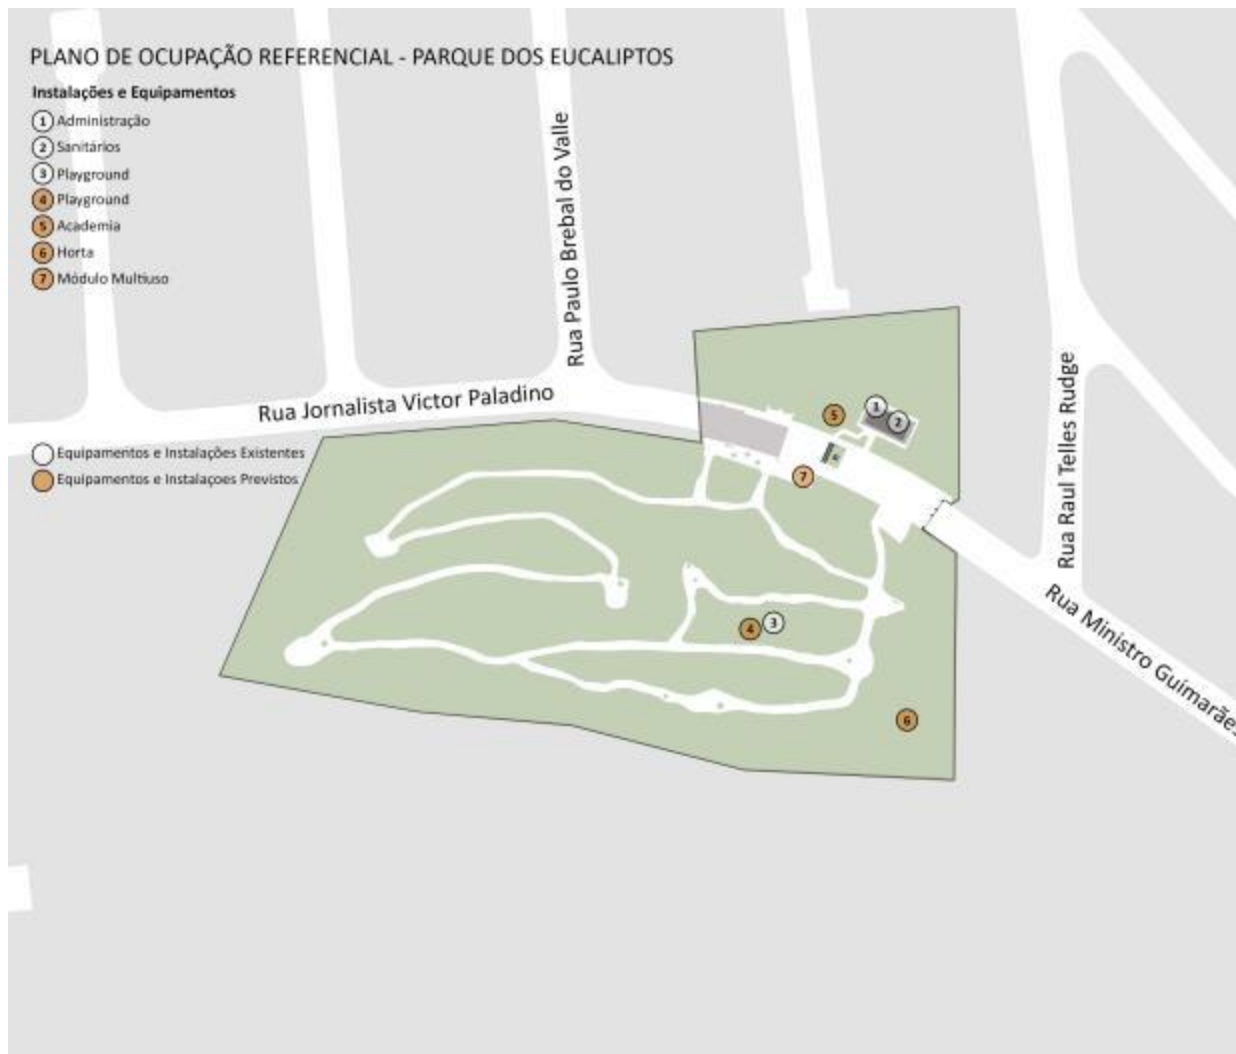 PLANO DE OCUPAÇÃO REFERENCIAL - PARQUE DOS EUCALIPTOS
Instalações e Equipamentos
1 Administração
2 Sanitários
3 Playground
4 Playground
5 Academia
6 Horta
7 Módulo Multiuso
Rua Paulo Brebal do Valle
Rua Jornalista Victor Paladino
Rua Raul Telles Rudge
Equipamentos e Instalações Existentes
Equipamentos e Instalaçoes Previstos
5
1
2
7
4
3
6
Rua Ministro Guimarães